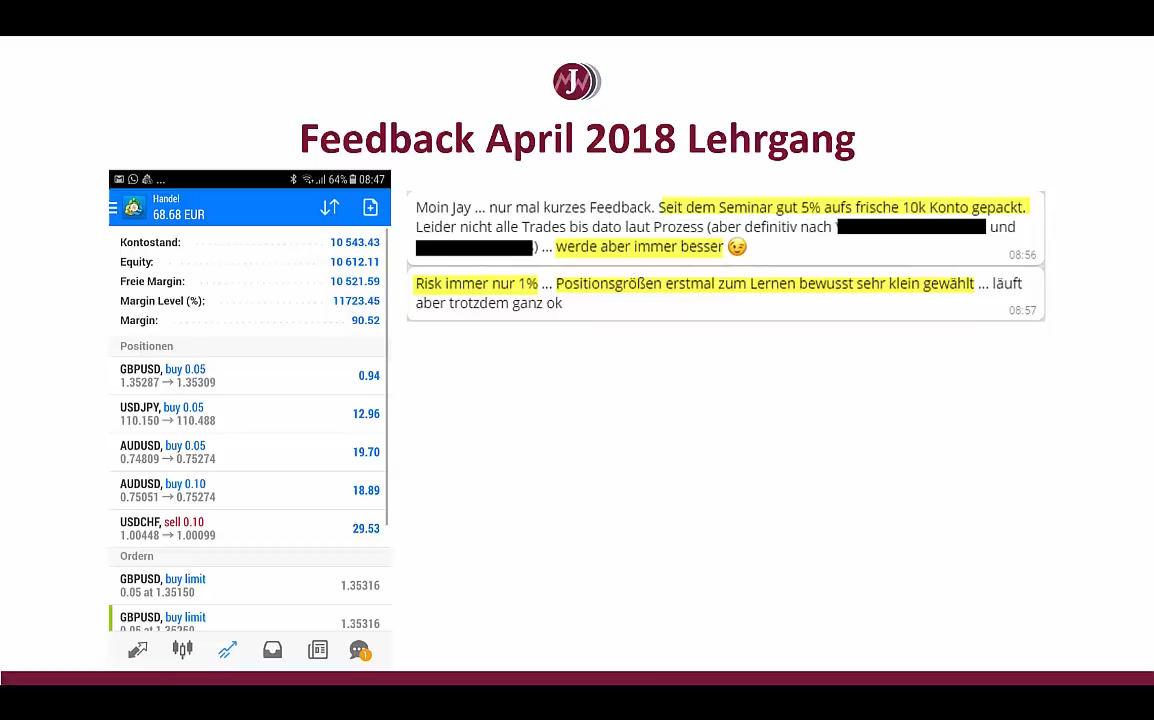 J
Feedback April 2018 Lehrgang
... 64% 08:47
Handel
68.68 EUR
Kontostand: 10 543.43
Equity: 10 612.11
Freie Margin: 10 521.59
Margin Level (%): 11723.45
Margin: 90.52
Positionen
GBPUSD, buy 0.05
1.35287 → 1.35309 0.94
USDJPY, buy 0.05
110.150 → 110.488 12.96
AUDUSD, buy 0.05
0.74809 → 0.75274 19.70
AUDUSD, buy 0.10
0.75051 → 0.75274 18.89
USDCHF, sell 0.10
1.00448 → 1.00099 29.53
Ordern
GBPUSD, buy limit
0.05 at 1.35150 1.35316
GBPUSD, buy limit
0.05 at 1.35250 1.35316
1
Moin Jay ... nur mal kurzes Feedback. Seit dem Seminar gut 5% aufs frische 10k Konto gepackt.
Leider nicht alle Trades bis dato laut Prozess (aber definitiv nach und
) ... werde aber immer besser 😉
08:56
Risk immer nur 1% ... Positionsgrößen erstmal zum Lernen bewusst sehr klein gewählt ... läuft
aber trotzdem ganz ok
08:57